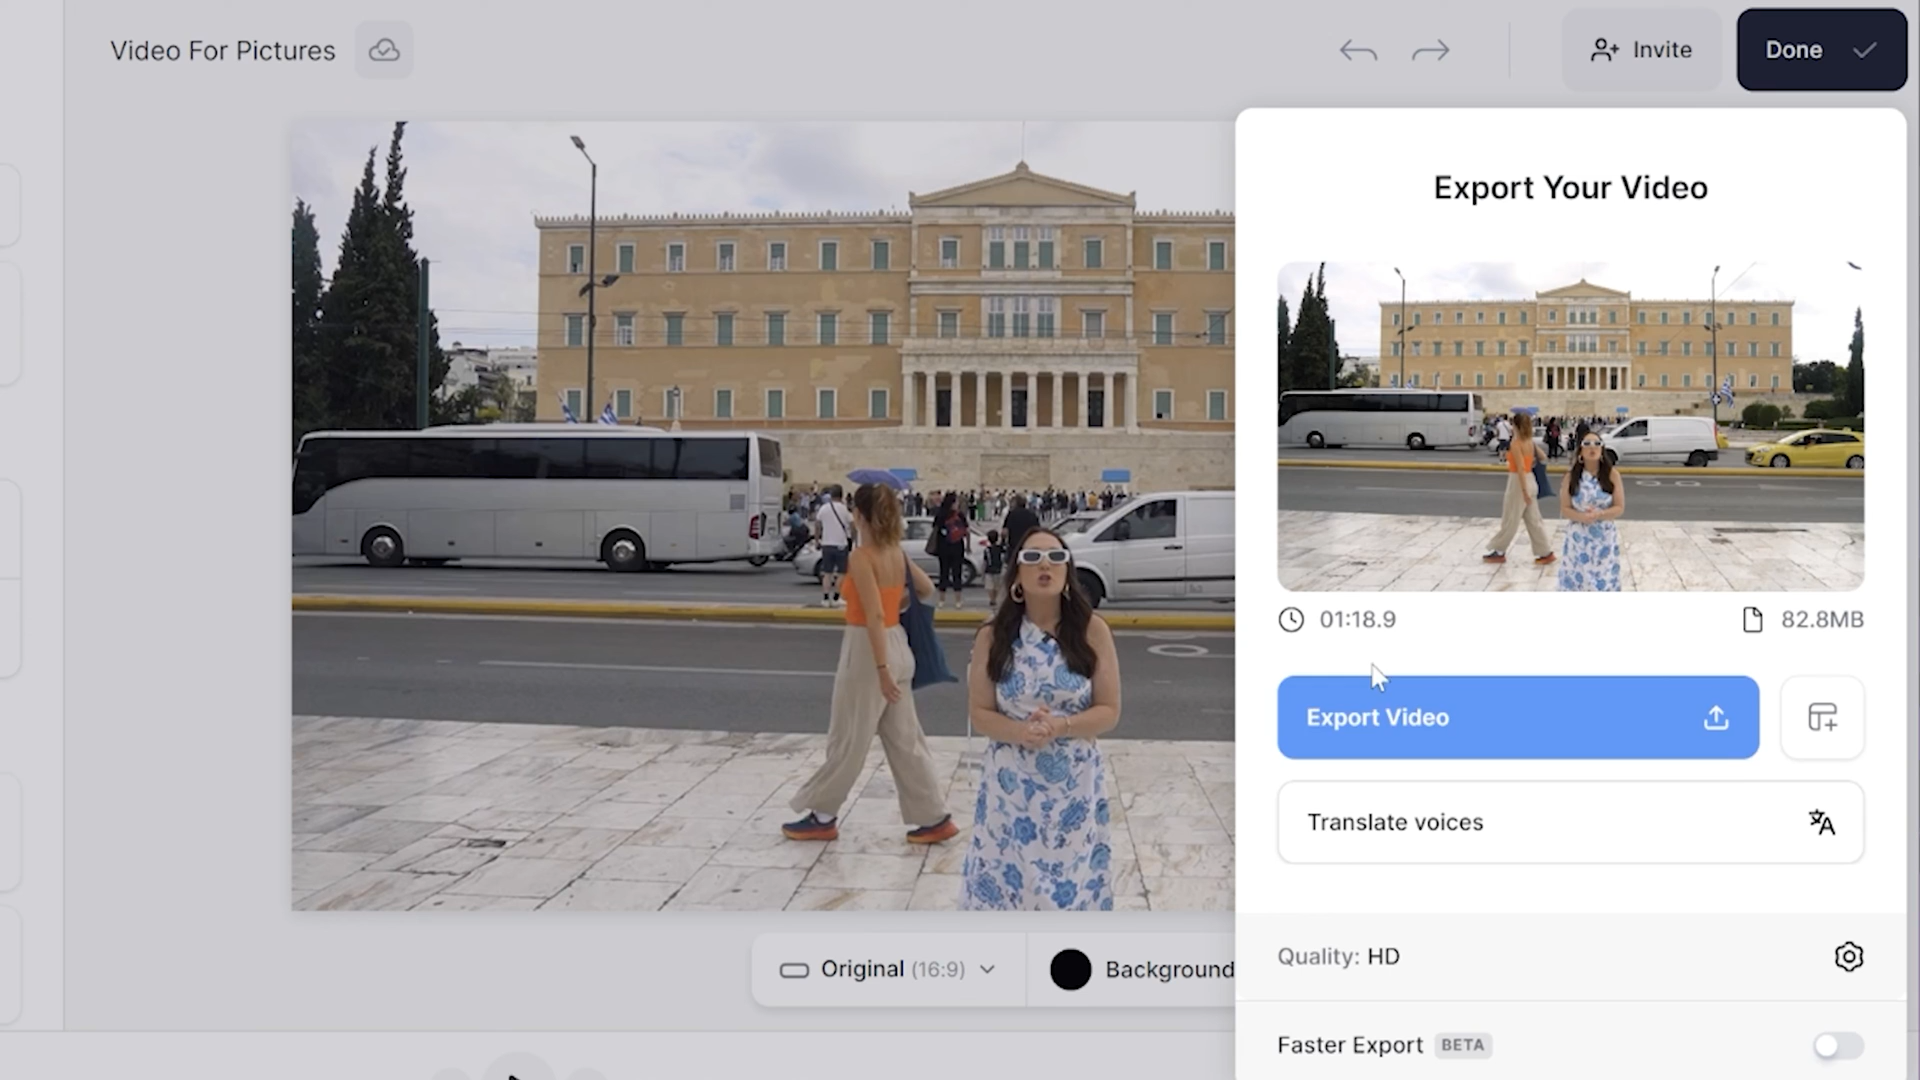 Video For Pictures
Invite
Done
Export Your Video
01:18.9
82.8MB
Export Video
Translate voices
Original (16:9)
Background
Quality: HD
Faster Export BETA